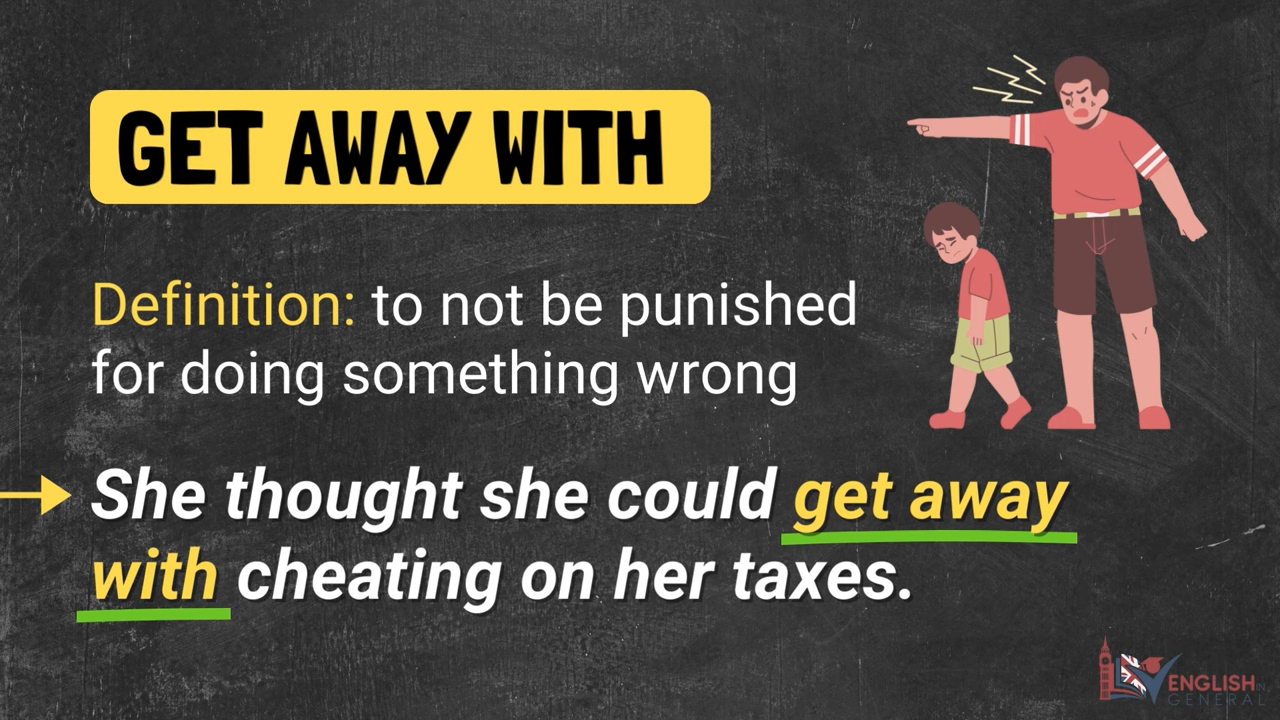 GET AWAY WITH
Definition: to not be punished
for doing something wrong
She thought she could get away
with cheating on her taxes.
ENGLISH IN
GENERAL